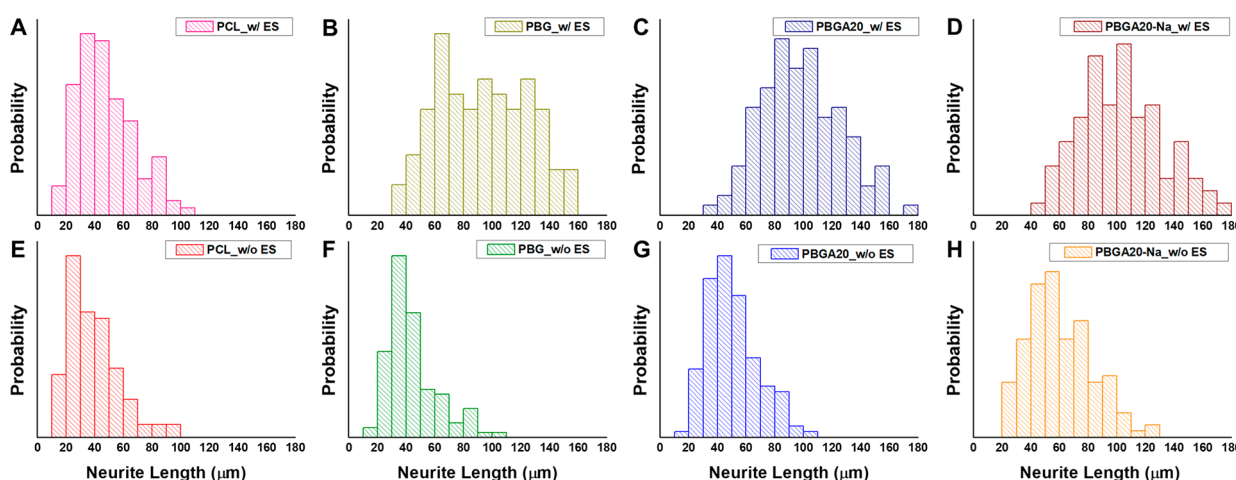 A
PCL_w/ ES
Probability
0 20 40 60 80 100 120 140 160 180
B
PBG_w/ ES
Probability
0 20 40 60 80 100 120 140 160 180
C
PBGA20_w/ ES
Probability
0 20 40 60 80 100 120 140 160 180
D
PBGA20-Na_w/ ES
Probability
0 20 40 60 80 100 120 140 160 180
E
PCL_w/o ES
Probability
0 20 40 60 80 100 120 140 160 180
Neurite Length (μm)
F
PBG_w/o ES
Probability
0 20 40 60 80 100 120 140 160 180
Neurite Length (μm)
G
PBGA20_w/o ES
Probability
0 20 40 60 80 100 120 140 160 180
Neurite Length (μm)
H
PBGA20-Na_w/o ES
Probability
0 20 40 60 80 100 120 140 160 180
Neurite Length (μm)